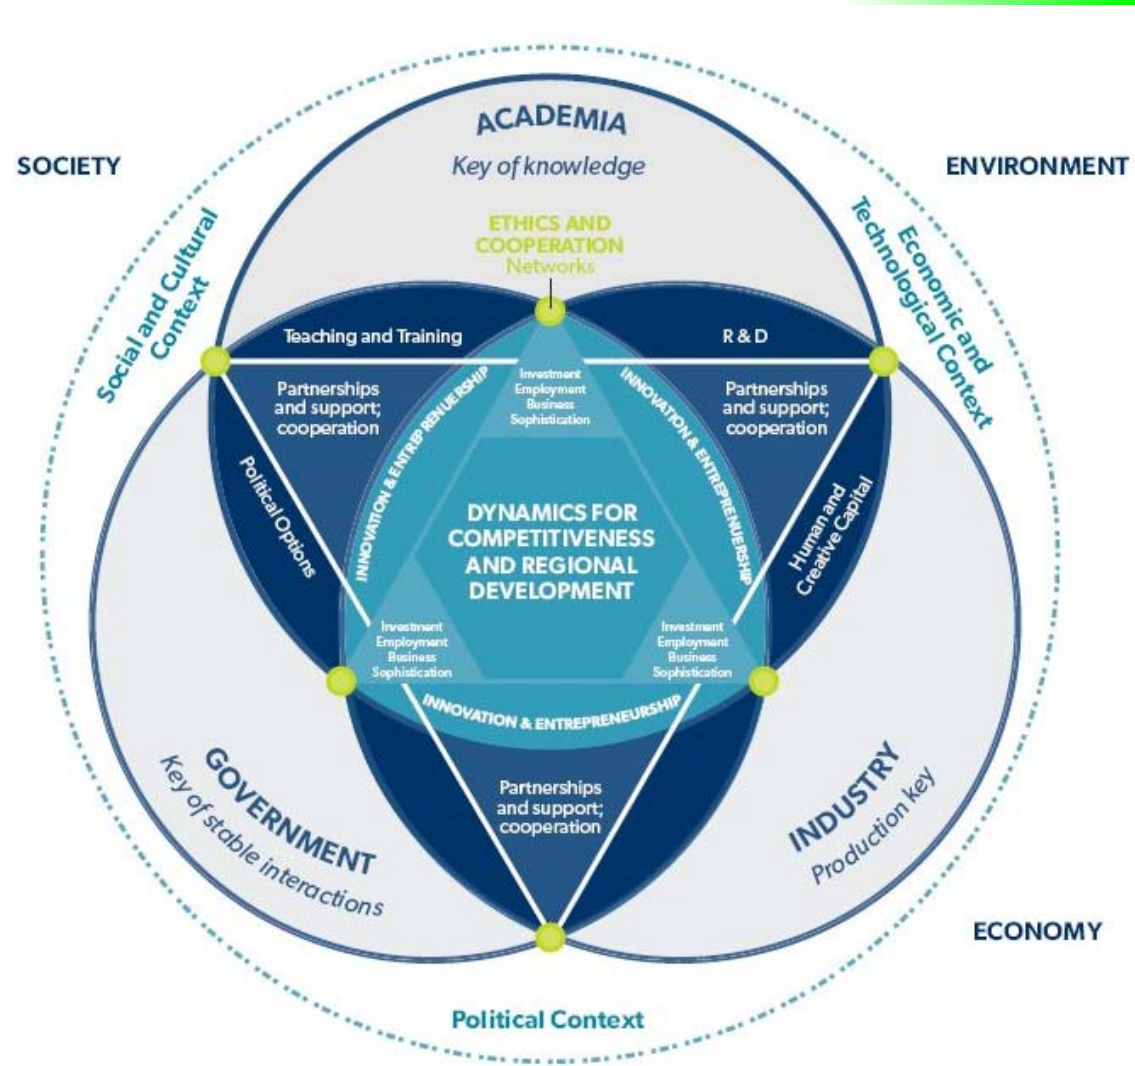 ACADEMIA
Key of knowledge
SOCIETY
ENVIRONMENT
ETHICS AND
COOPERATION
Networks
Social and Cultural
Context
Economic and
Technological Context
Teaching and Training
R & D
Partnerships
and support;
cooperation
INNOVATION & ENTREPRENUERSHIP
Investment
Employment
Business
Sophistication
INNOVATION & ENTREPRENUERSHIP
Partnerships
and support;
cooperation
Political Options
DYNAMICS FOR
COMPETITIVENESS
AND REGIONAL
DEVELOPMENT
Human and
Creative Capital
Investment
Employment
Business
Sophistication
Investment
Employment
Business
Sophistication
INNOVATION & ENTREPRENEURSHIP
Partnerships
and support;
cooperation
GOVERNMENT
Key of stable interactions
INDUSTRY
Production key
ECONOMY
Political Context